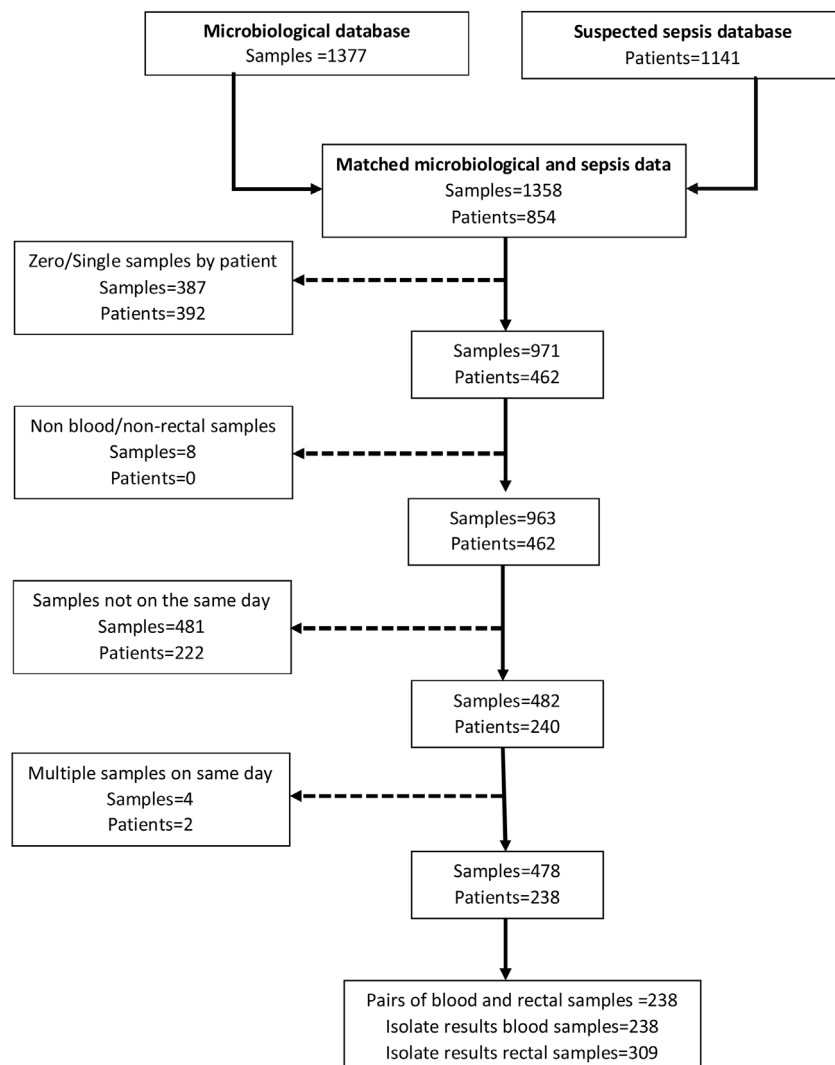 Microbiological database
Samples =1377
Suspected sepsis database
Patients=1141
Matched microbiological and sepsis data
Samples=1358
Patients=854
Zero/Single samples by patient
Samples=387
Patients=392
Samples=971
Patients=462
Non blood/non-rectal samples
Samples=8
Patients=0
Samples=963
Patients=462
Samples not on the same day
Samples=481
Patients=222
Samples=482
Patients=240
Multiple samples on same day
Samples=4
Patients=2
Samples=478
Patients=238
Pairs of blood and rectal samples =238
Isolate results blood samples=238
Isolate results rectal samples=309